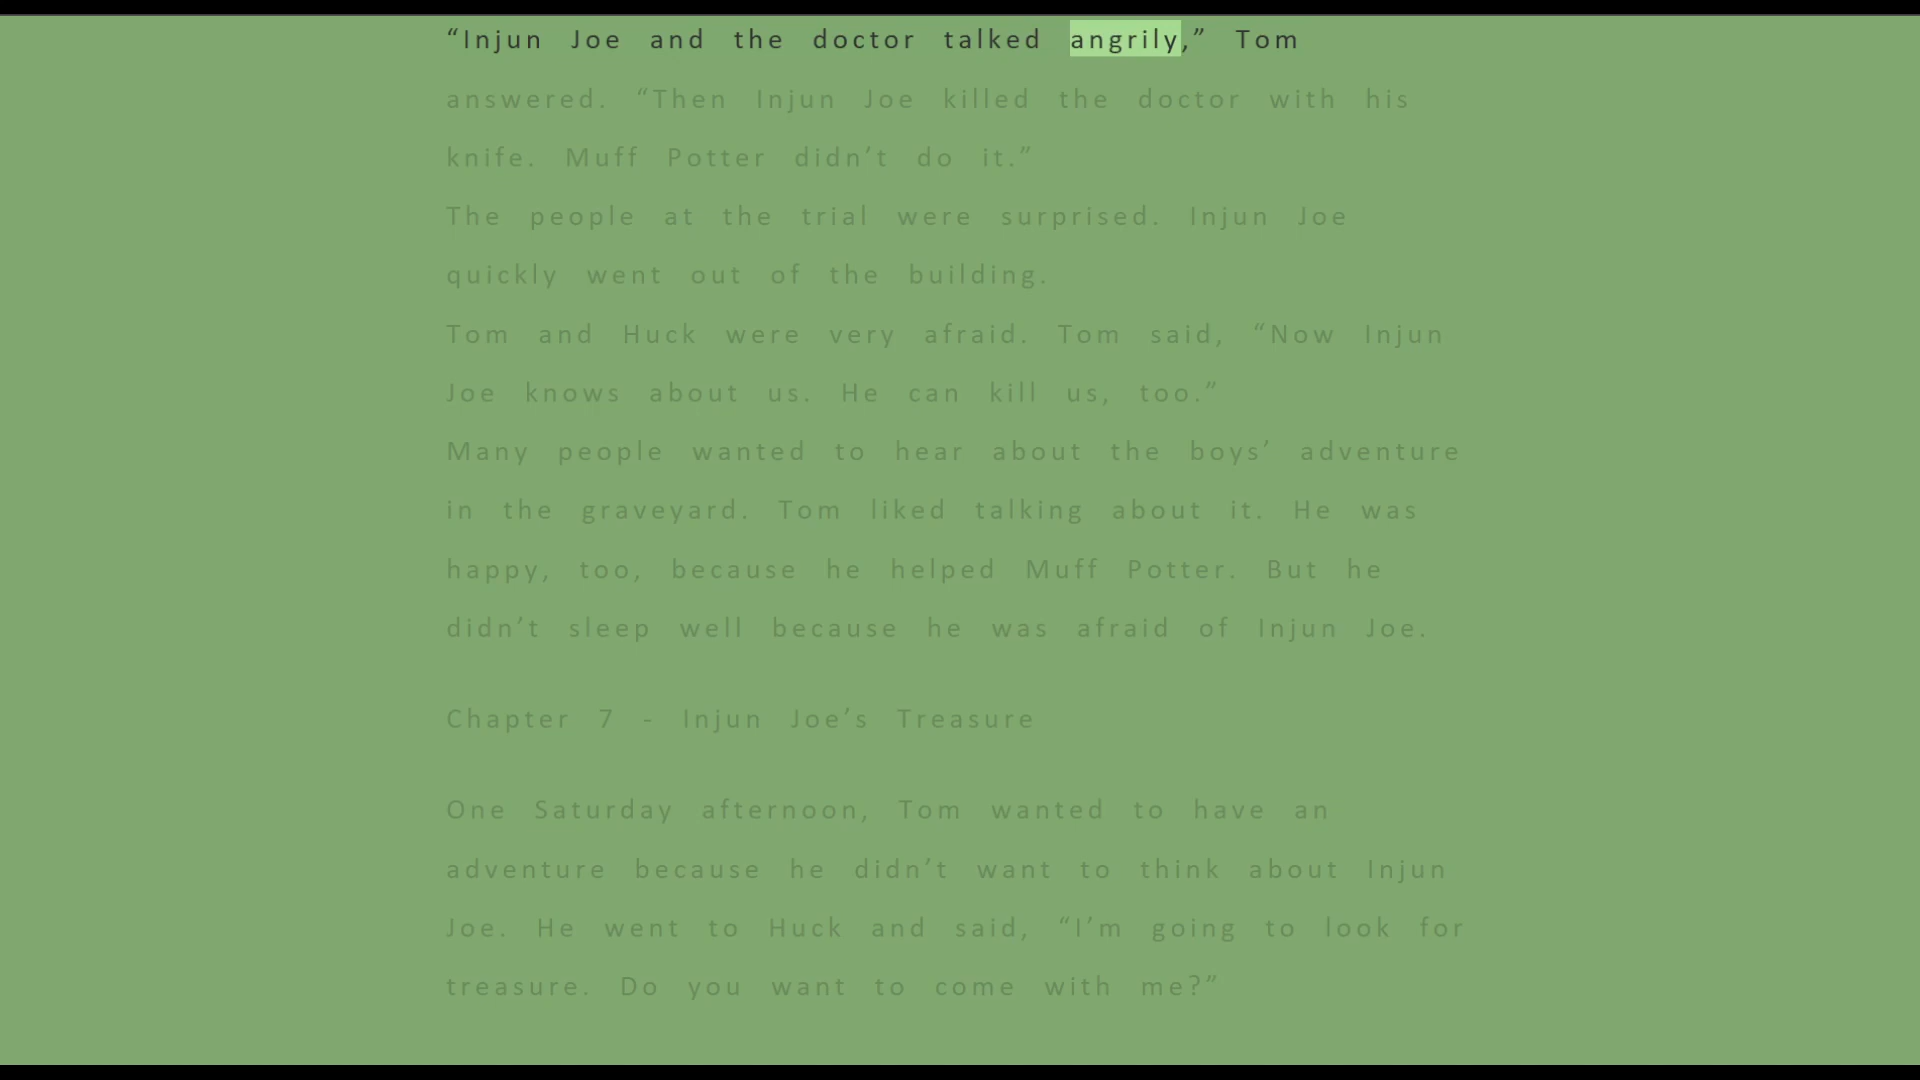 “Injun Joe and the doctor talked angrily,” Tom
answered. “Then Injun Joe killed the doctor with his
knife. Muff Potter didn’t do it.”
The people at the trial were surprised. Injun Joe
quickly went out of the building.
Tom and Huck were very afraid. Tom said, “Now Injun
Joe knows about us. He can kill us, too.”
Many people wanted to hear about the boys’ adventure
in the graveyard. Tom liked talking about it. He was
happy, too, because he helped Muff Potter. But he
didn’t sleep well because he was afraid of Injun Joe.
Chapter 7 - Injun Joe’s Treasure
One Saturday afternoon, Tom wanted to have an
adventure because he didn’t want to think about Injun
Joe. He went to Huck and said, “I’m going to look for
treasure. Do you want to come with me?”